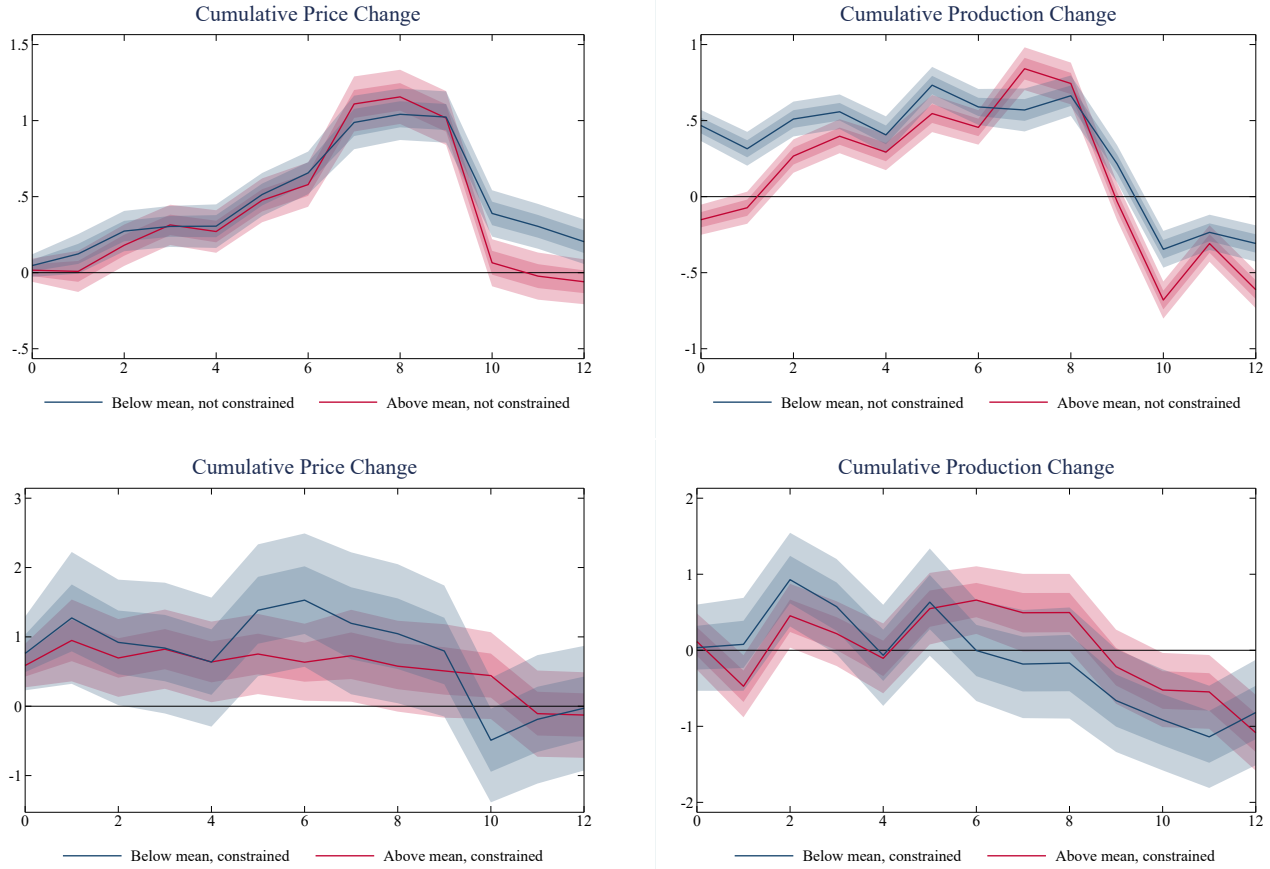 Cumulative Price Change
1.5
1
.5
0
-.5
0 2 4 6 8 10 12
Below mean, not constrained Above mean, not constrained
Cumulative Production Change
1
.5
0
-.5
-1
0 2 4 6 8 10 12
Below mean, not constrained Above mean, not constrained
Cumulative Price Change
3
2
1
0
-1
0 2 4 6 8 10 12
Below mean, constrained Above mean, constrained
Cumulative Production Change
2
1
0
-1
-2
0 2 4 6 8 10 12
Below mean, constrained Above mean, constrained